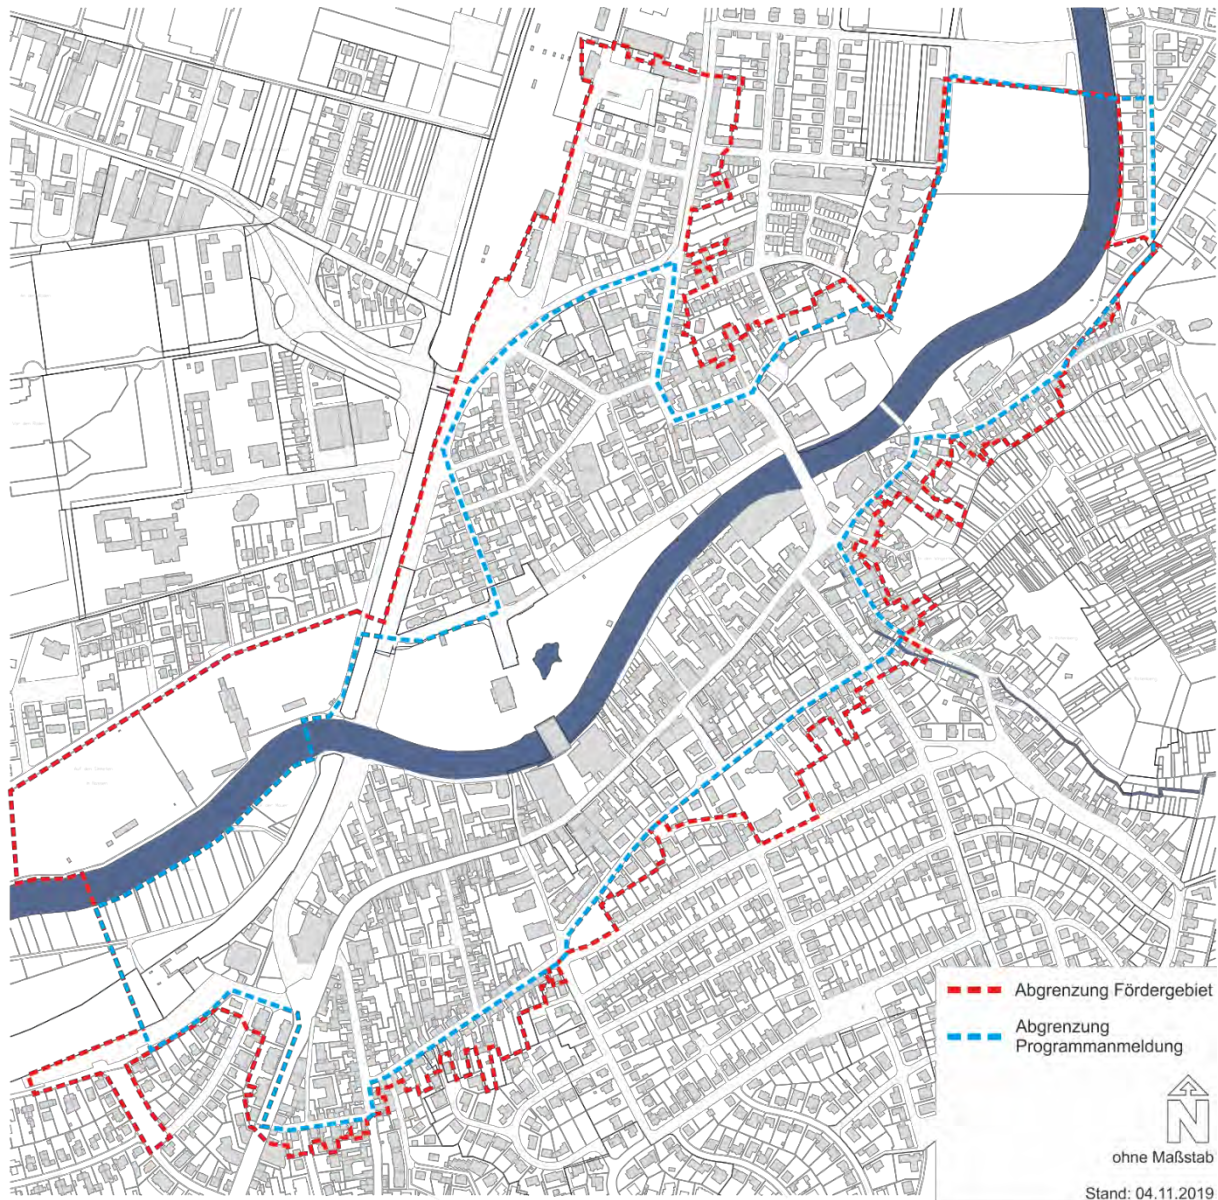 Abgrenzung Fördergebiet
Abgrenzung
Programmanmeldung
N
ohne Maßstab
Stand: 04.11.2019